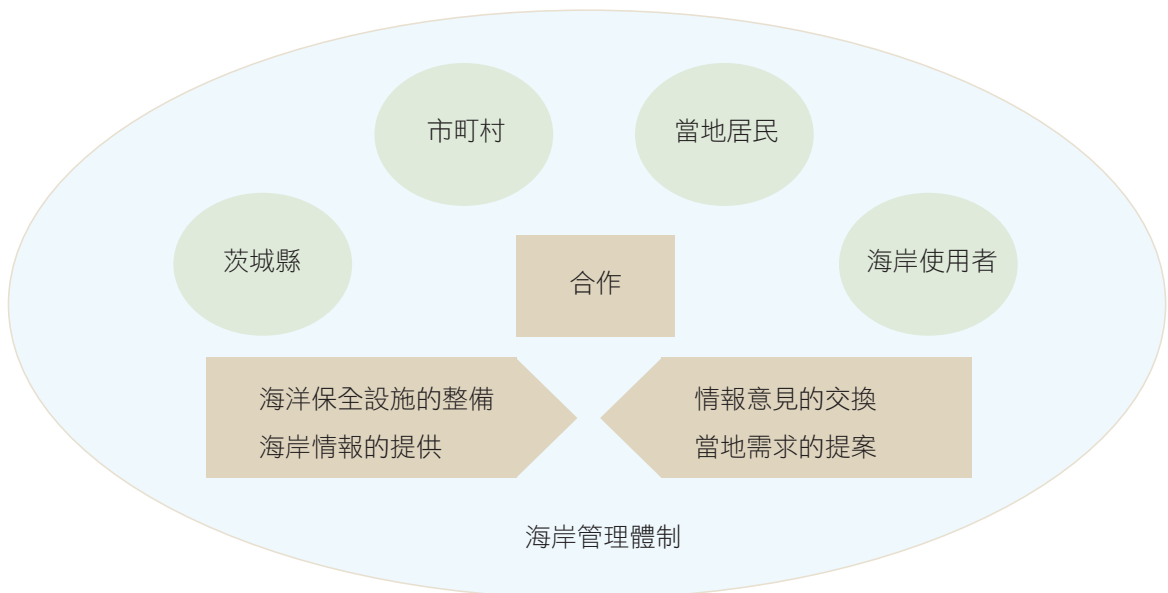 市町村
當地居民
茨城縣
海岸使用者
合作
海洋保全設施的整備
海岸情報的提供
情報意見的交換
當地需求的提案
海岸管理體制